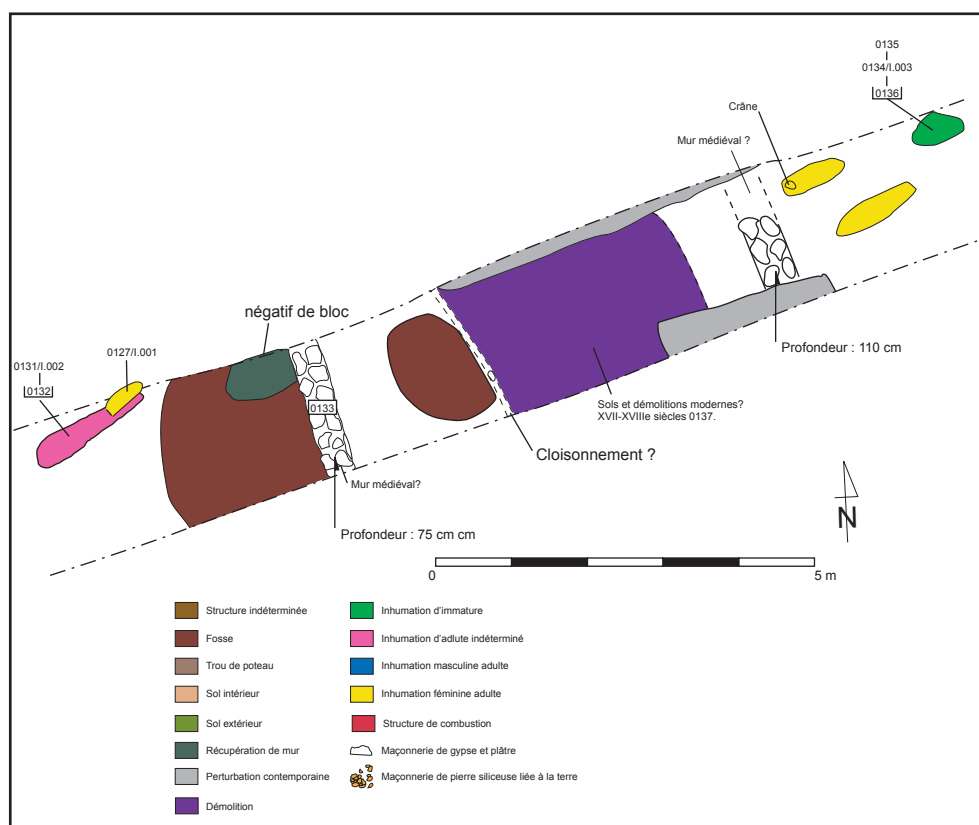 0135
0134/I.003
0136
Crâne
Mur médiéval ?
négatif de bloc
0131/I.002
0132
0127/I.001
0133
Profondeur : 110 cm
Sols et démolitions modernes?
XVII-XVIIIe siècles 0137.
Cloisonnement ?
Mur médiéval?
Profondeur : 75 cm cm
N
0
5 m
Structure indéterminée
Fosse
Trou de poteau
Sol intérieur
Sol extérieur
Récupération de mur
Perturbation contemporaine
Démolition
Inhumation d'immature
Inhumation d'adlute indéterminé
Inhumation masculine adulte
Inhumation féminine adulte
Structure de combustion
Maçonnerie de gypse et plâtre
Maçonnerie de pierre siliceuse liée à la terre